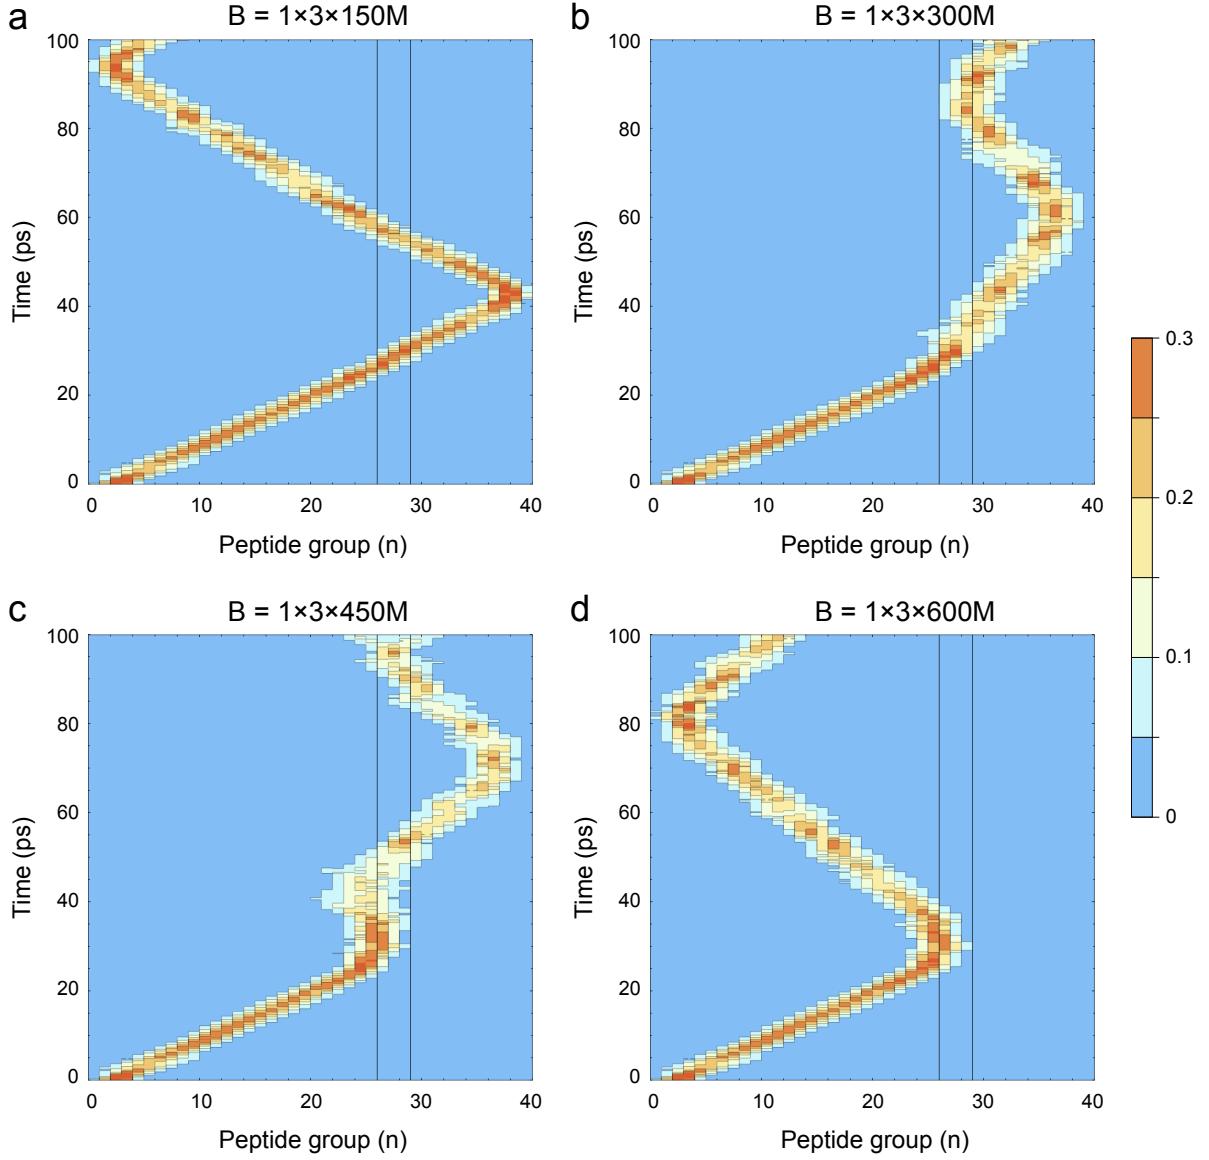 a
B = 1×3×150M
100
80
60
40
20
0
Time (ps)
0 10 20 30 40
Peptide group (n)
b
B = 1×3×300M
100
80
60
40
20
0
Time (ps)
0 10 20 30 40
Peptide group (n)
c
B = 1×3×450M
100
80
60
40
20
0
Time (ps)
0 10 20 30 40
Peptide group (n)
d
B = 1×3×600M
100
80
60
40
20
0
Time (ps)
0 10 20 30 40
Peptide group (n)
0.3
0.2
0.1
0